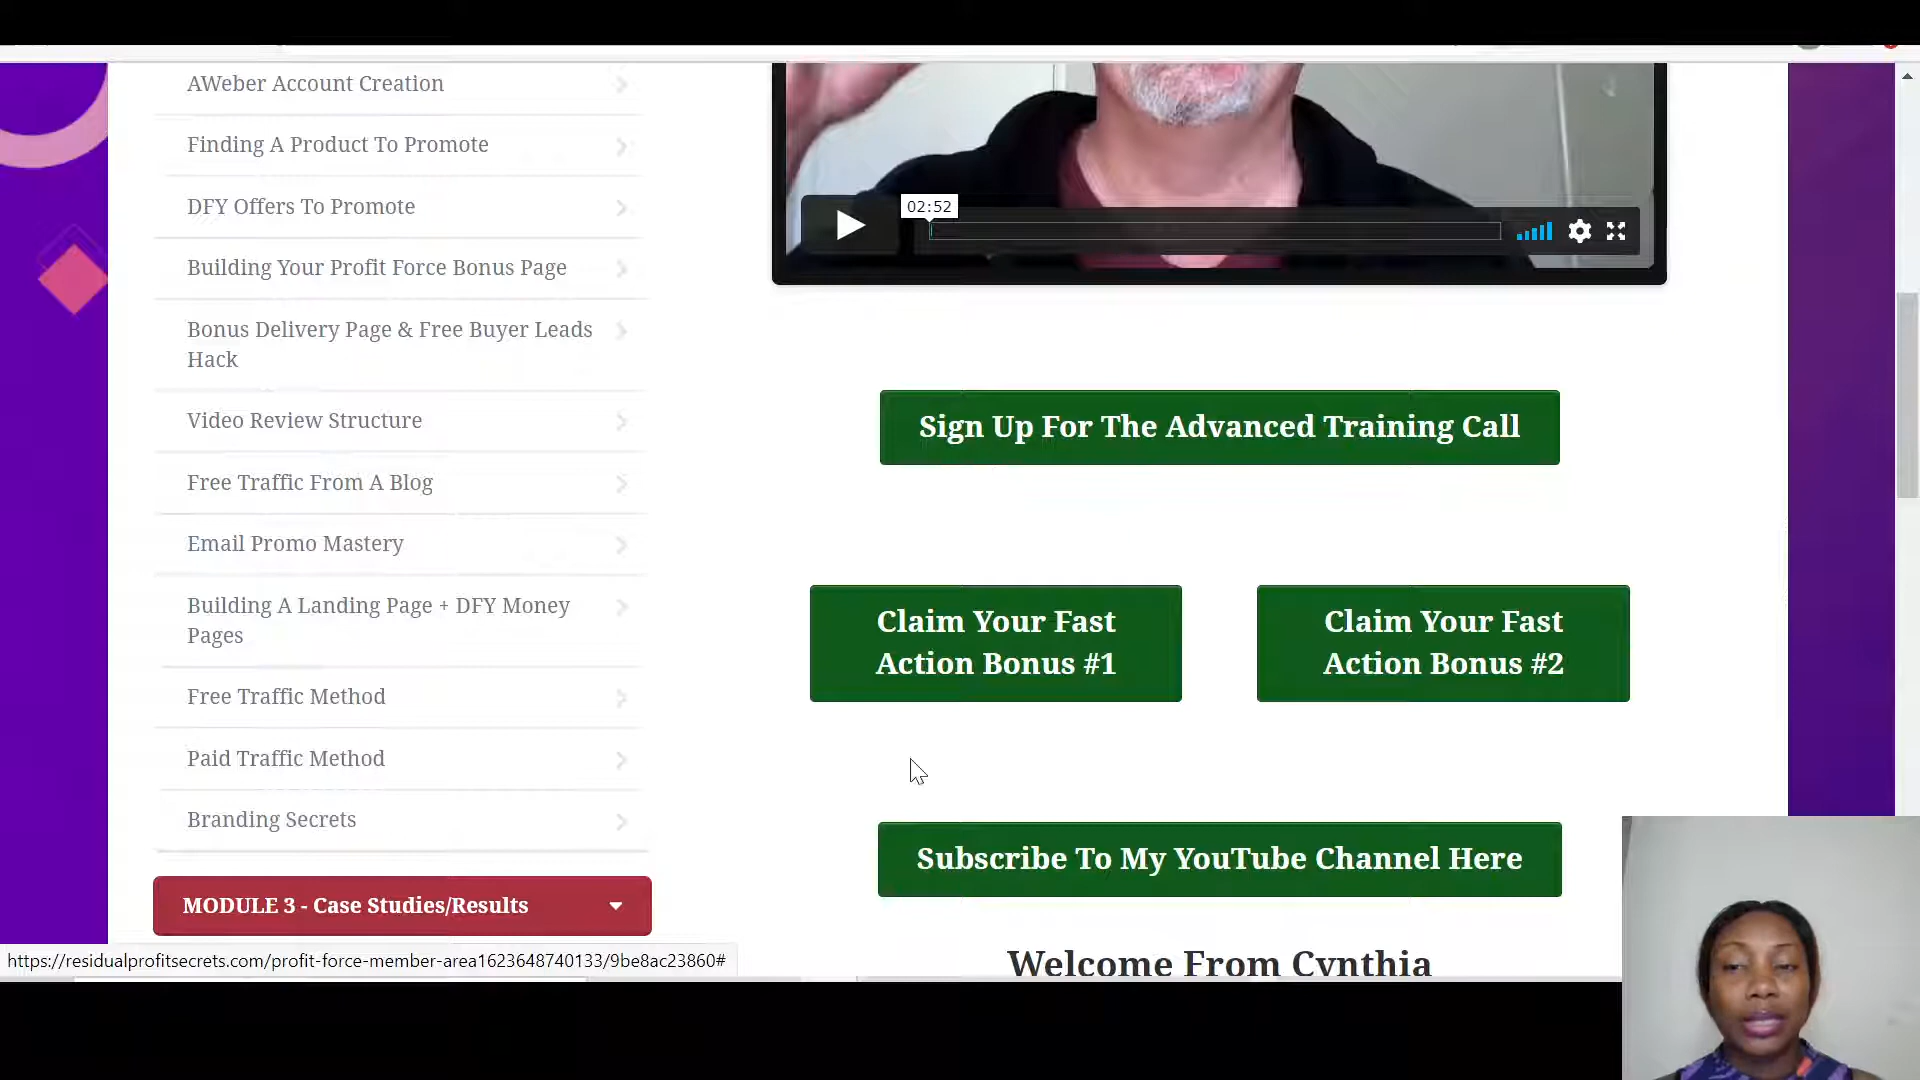 AWeber Account Creation
Finding A Product To Promote
DFY Offers To Promote
Building Your Profit Force Bonus Page
Bonus Delivery Page & Free Buyer Leads
Hack
Video Review Structure
Free Traffic From A Blog
Email Promo Mastery
Building A Landing Page + DFY Money
Pages
Free Traffic Method
Paid Traffic Method
Branding Secrets
MODULE 3 - Case Studies/Results
https://residualprofitsecrets.com/profit-force-member-area1623648740133/9be8ac23860#
02:52
Sign Up For The Advanced Training Call
Claim Your Fast
Action Bonus #1
Claim Your Fast
Action Bonus #2
Subscribe To My YouTube Channel Here
Welcome From Cynthia